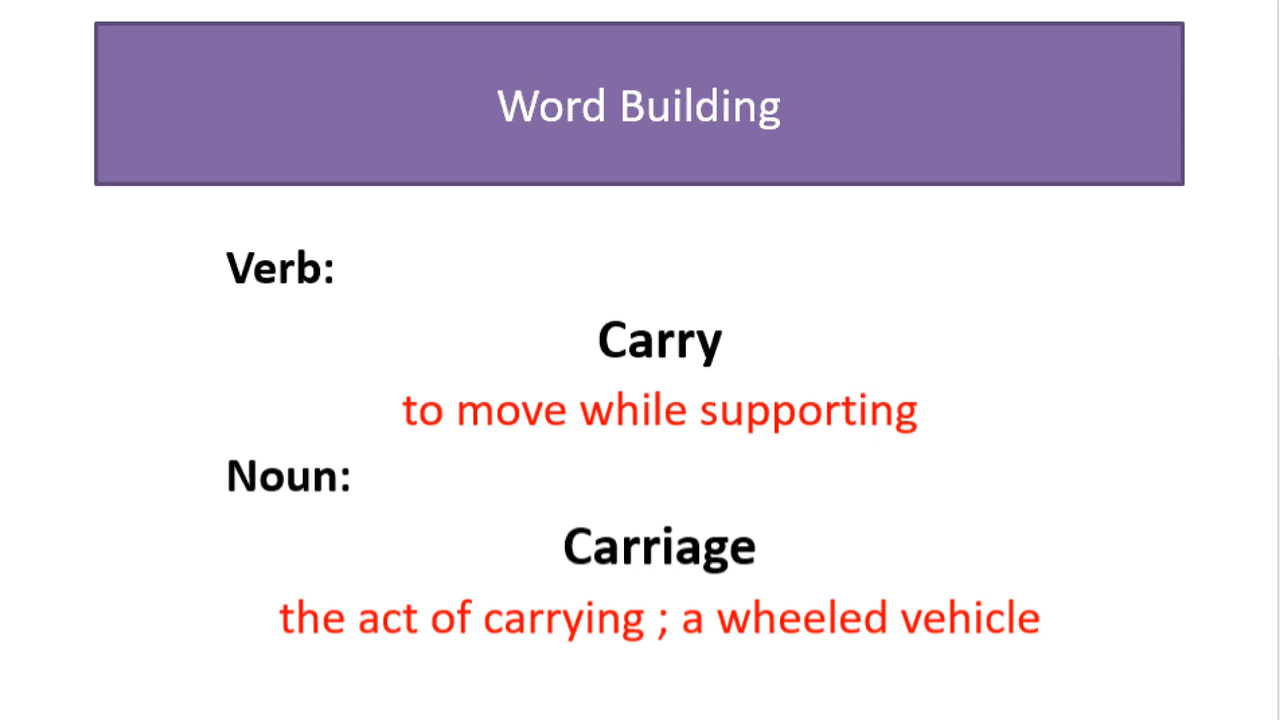 Word Building
Verb:
Carry
to move while supporting
Noun:
Carriage
the act of carrying ; a wheeled vehicle